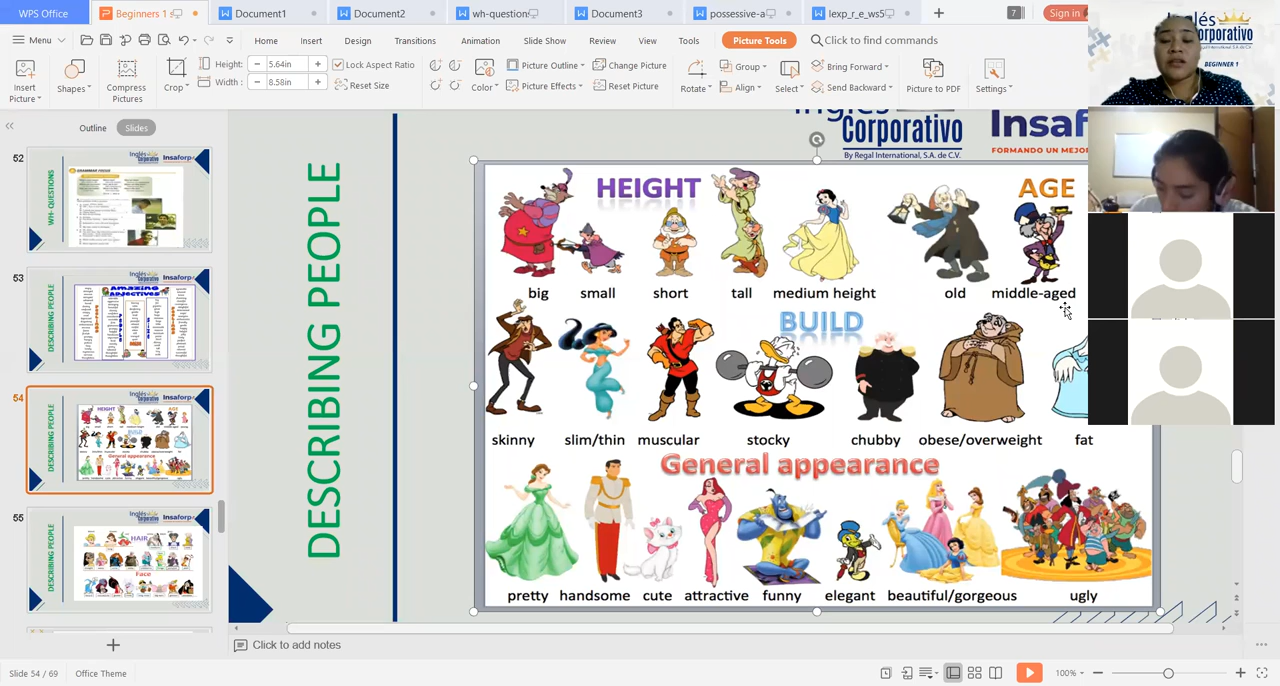 WPS Office
Beginners 1 s
Document1
Document2
wh-question
Document3
possessive-a
lexp_r_e_ws5
7
Sign in
Menu
Home Insert Design Transitions Animation Slide Show Review View Tools Picture Tools Click to find commands
Insert Picture
Shapes
Compress Pictures
Crop
Height: 5.64in
Width : 8.58in
Lock Aspect Ratio
Reset Size
Color
Picture Outline
Picture Effects
Change Picture
Reset Picture
Rotate
Group
Align
Select
Bring Forward
Send Backward
Picture to PDF
Settings
Inglés
Corporativo
BEGINNER 1
Outline
Slides
52
WH- QUESTIONS
53
DESCRIBING PEOPLE
54
DESCRIBING PEOPLE
55
DESCRIBING PEOPLE
HAIR
Face
DESCRIBING PEOPLE
Corporativo
By Regal International, S.A. de C.V.
Insaf
FORMANDO UN MEJO
HEIGHT
AGE
big small short tall medium height old middle-aged
BUILD
skinny slim/thin muscular stocky chubby obese/overweight fat
General appearance
pretty handsome cute attractive funny elegant beautiful/gorgeous ugly
Click to add notes
Slide 54 / 69
Office Theme
100%